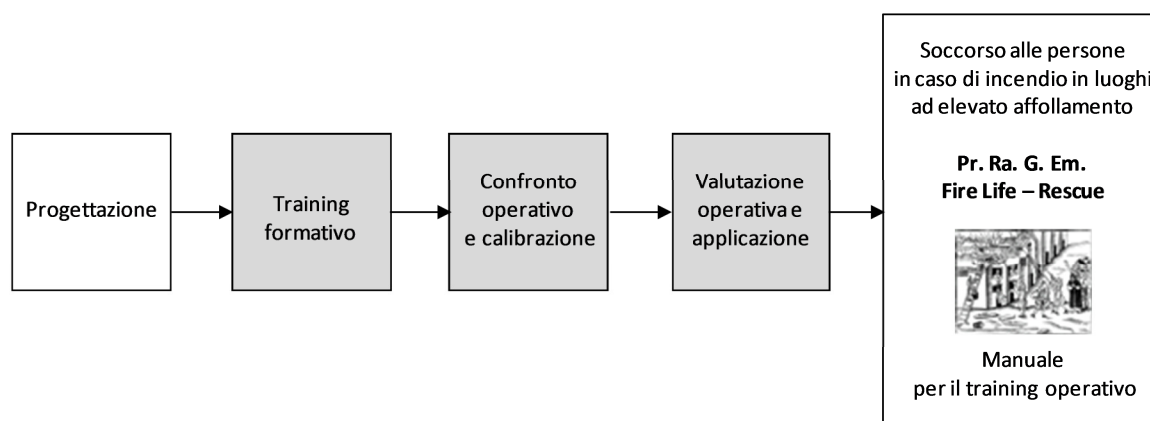 Progettazione
Training
formativo
Confronto
operativo
e calibrazione
Valutazione
operativa e
applicazione
Soccorso alle persone
in caso di incendio in luoghi
ad elevato affollamento
Pr. Ra. G. Em.
Fire Life – Rescue
Manuale
per il training operativo